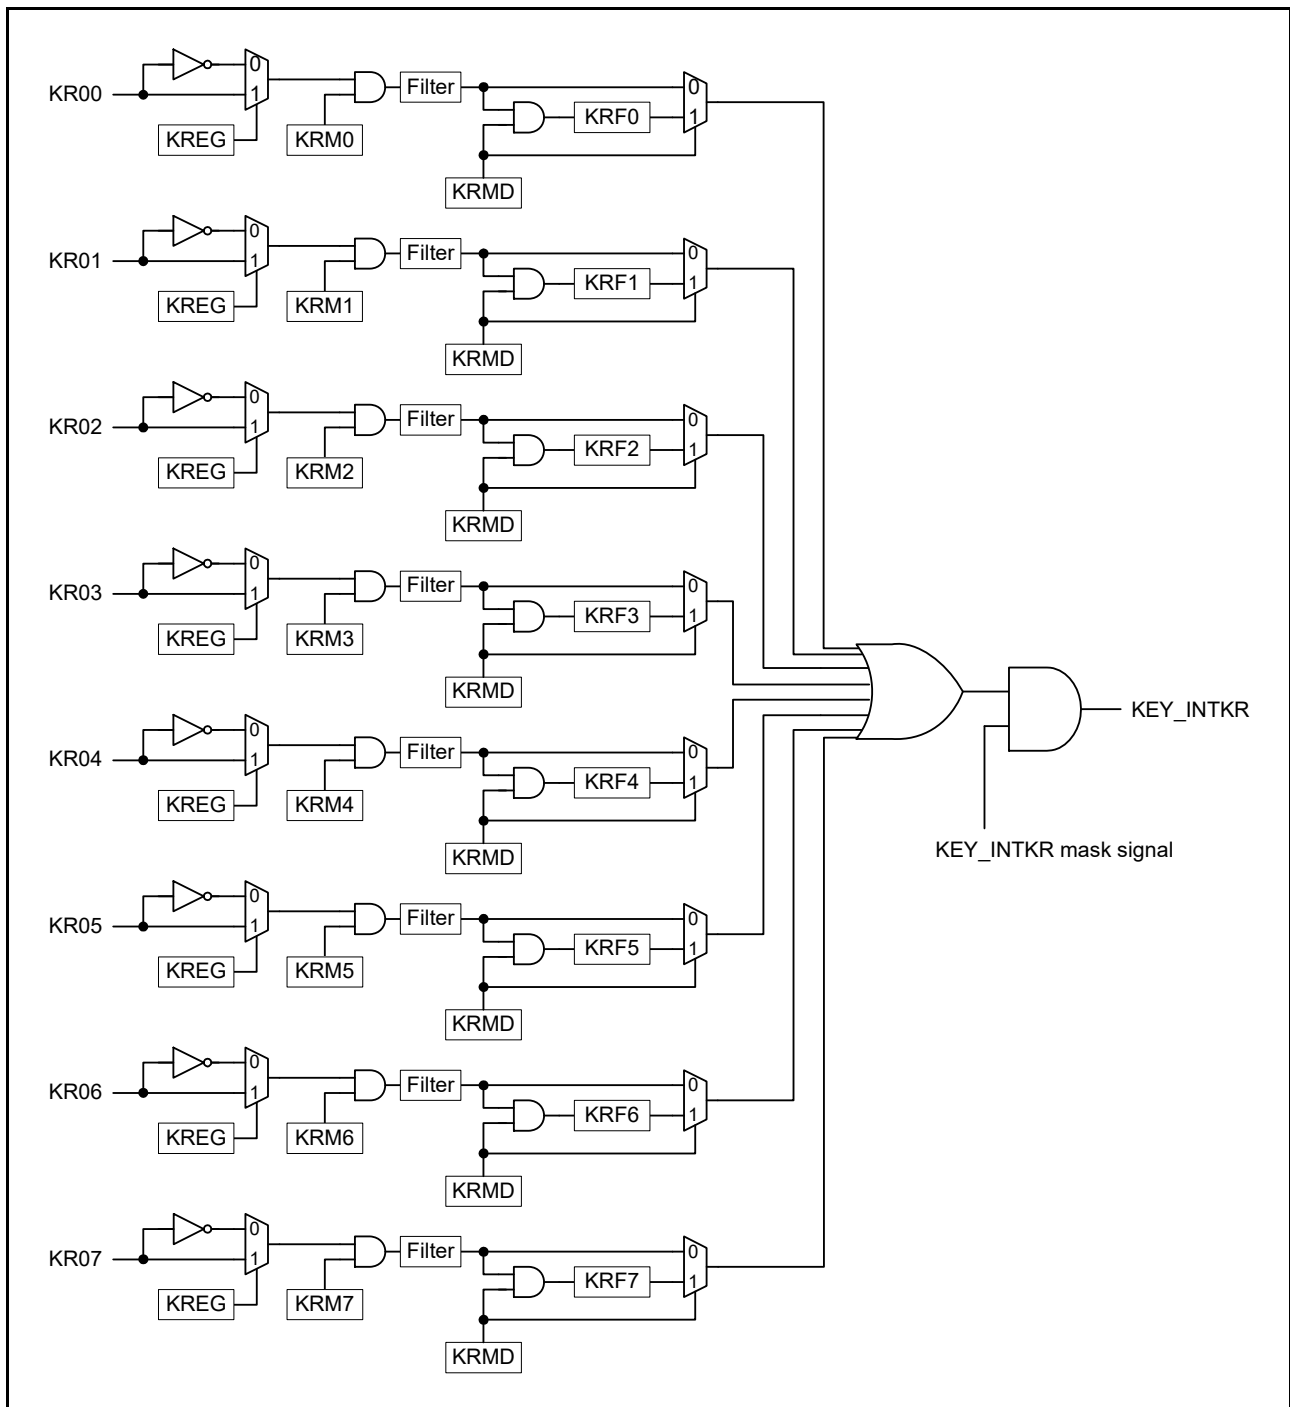 0
KR00 1 Filter 0
KRF0 1
KREG KRM0
KRMD
0
KR01 1 Filter 0
KRF1 1
KREG KRM1
KRMD
0
KR02 1 Filter 0
KRF2 1
KREG KRM2
KRMD
0
KR03 1 Filter 0
KRF3 1
KREG KRM3
KRMD
KEY_INTKR
0
KR04 1 Filter 0
KRF4 1
KREG KRM4
KRMD
KEY_INTKR mask signal
0
KR05 1 Filter 0
KRF5 1
KREG KRM5
KRMD
0
KR06 1 Filter 0
KRF6 1
KREG KRM6
KRMD
0
KR07 1 Filter 0
KRF7 1
KREG KRM7
KRMD